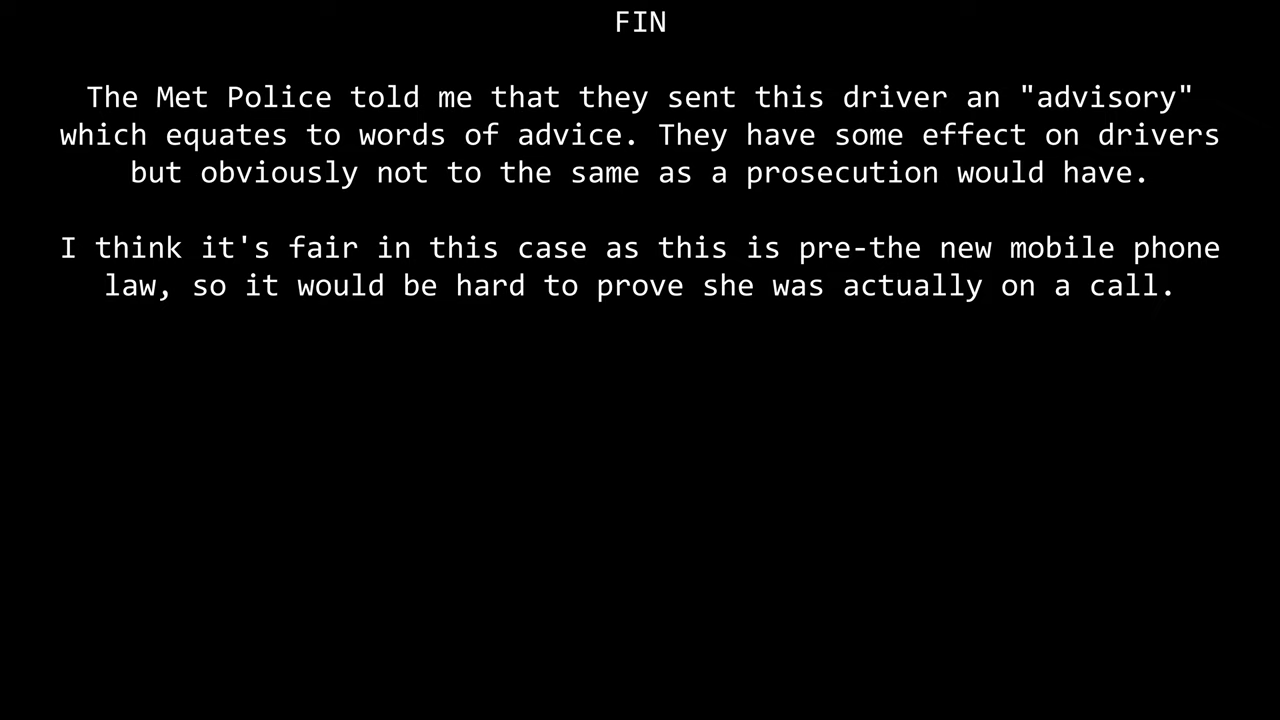 FIN
The Met Police told me that they sent this driver an "advisory"
which equates to words of advice. They have some effect on drivers
but obviously not to the same as a prosecution would have.
I think it's fair in this case as this is pre-the new mobile phone
law, so it would be hard to prove she was actually on a call.